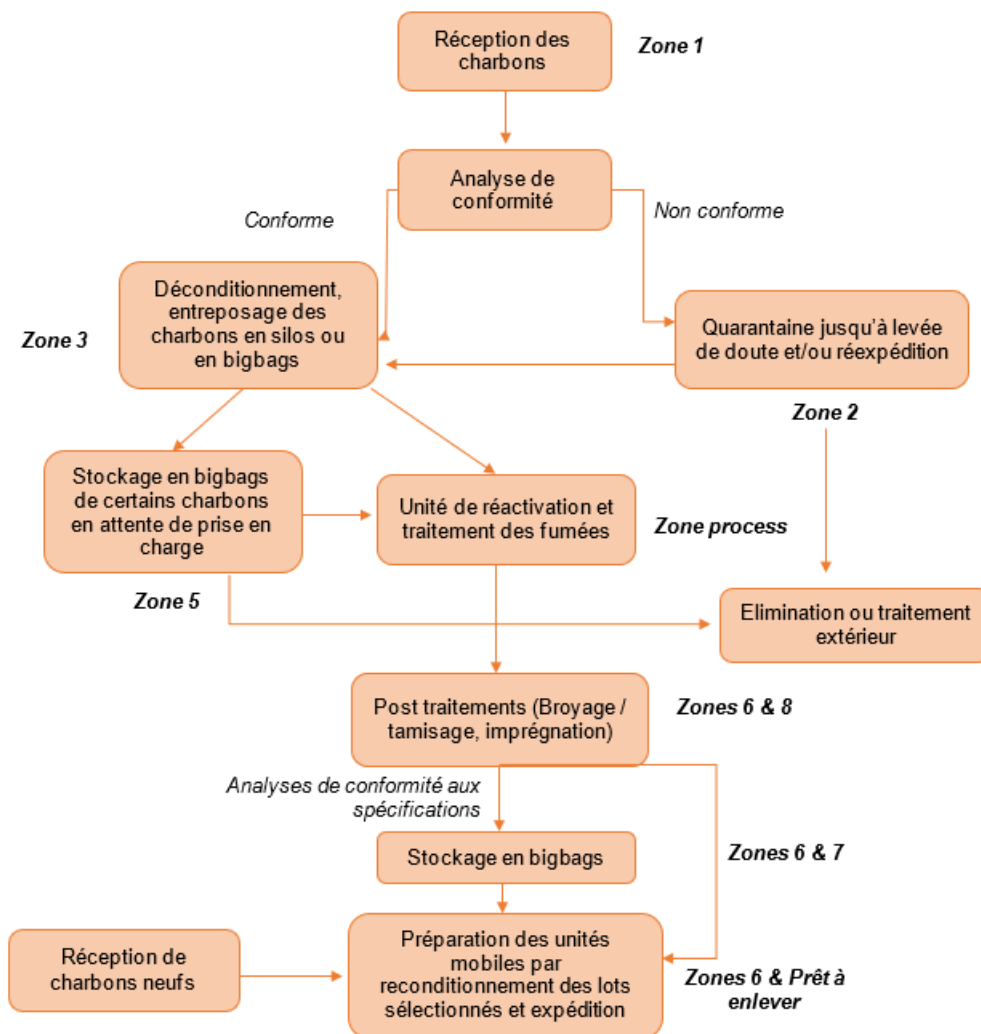 Réception des
charbons
Zone 1
Analyse de
conformité
Conforme
Non conforme
Déconditionnement,
entreposage des
charbons en silos ou
en bigbags
Zone 3
Quarantaine jusqu'à levée
de doute et/ou réexpédition
Zone 2
Stockage en bigbags
de certains charbons
en attente de prise en
charge
Zone 5
Unité de réactivation et
traitement des fumées
Zone process
Elimination ou traitement
extérieur
Post traitements (Broyage /
tamisage, imprégnation)
Zones 6 & 8
Analyses de conformité aux
spécifications
Stockage en bigbags
Zones 6 & 7
Réception de
charbons neufs
Préparation des unités
mobiles par
reconditionnement des lots
sélectionnés et expédition
Zones 6 & Prêt à
enlever